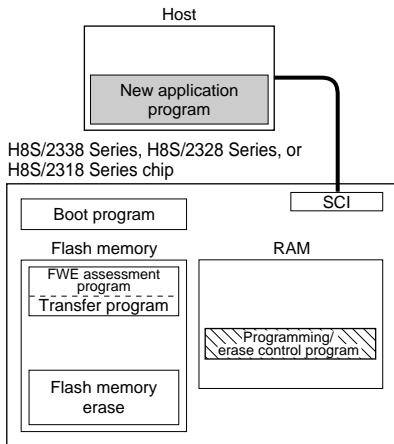 Host
New application
program
H8S/2338 Series, H8S/2328 Series, or
H8S/2318 Series chip
SCI
Boot program
Flash memory
RAM
FWE assessment
program
Transfer program
Programming/
erase control program
Flash memory
erase